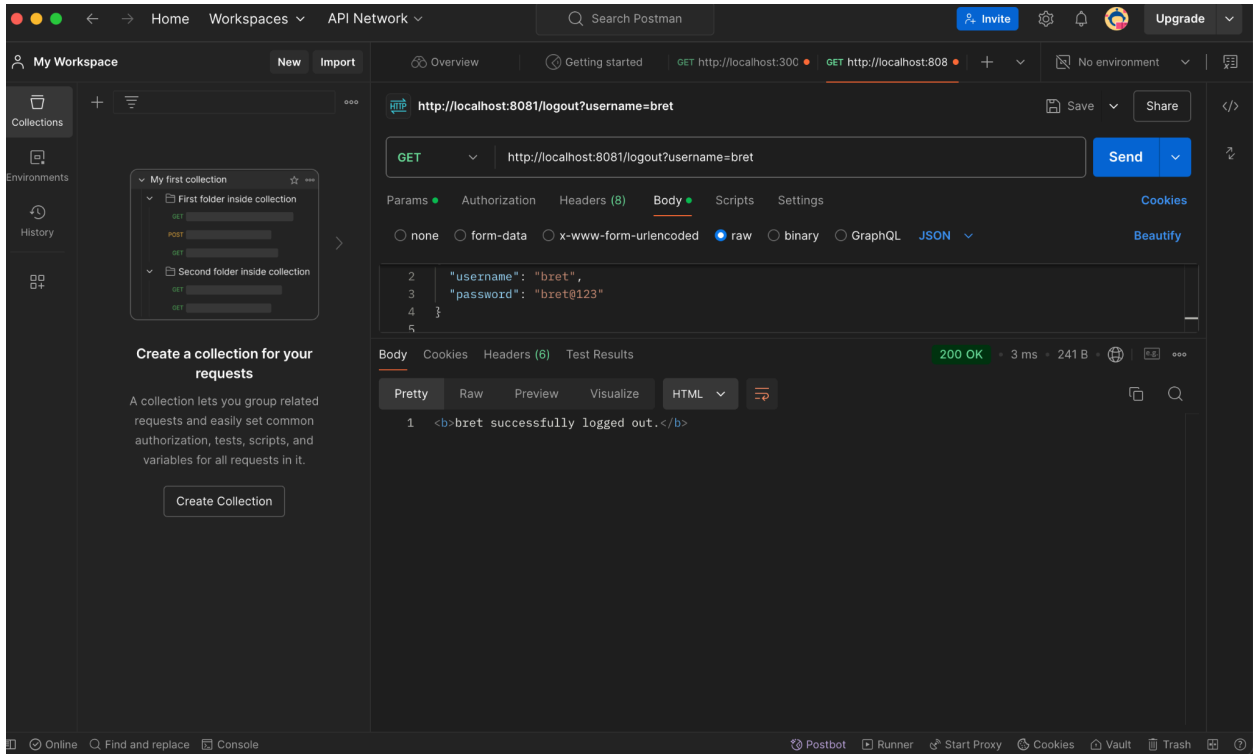 Home Workspaces API Network Search Postman Invite Upgrade
My Workspace New Import Overview Getting started GET http://localhost:300 GET http://localhost:808 No environment
Collections
Environments
History
My first collection
First folder inside collection
GET
POST
GET
Second folder inside collection
GET
GET
Create a collection for your
requests
A collection lets you group related
requests and easily set common
authorization, tests, scripts, and
variables for all requests in it.
Create Collection
HTTP http://localhost:8081/logout?username=bret Save Share
GET http://localhost:8081/logout?username=bret Send
Params Authorization Headers (8) Body Scripts Settings Cookies
none form-data x-www-form-urlencoded raw binary GraphQL JSON Beautify
2 "username": "bret",
3 "password": "bret@123"
4 }
5
Body Cookies Headers (6) Test Results 200 OK 3 ms 241 B e.g.
Pretty Raw Preview Visualize HTML
1 <b>bret successfully logged out.</b>
Online Find and replace Console Postbot Runner Start Proxy Cookies Vault Trash